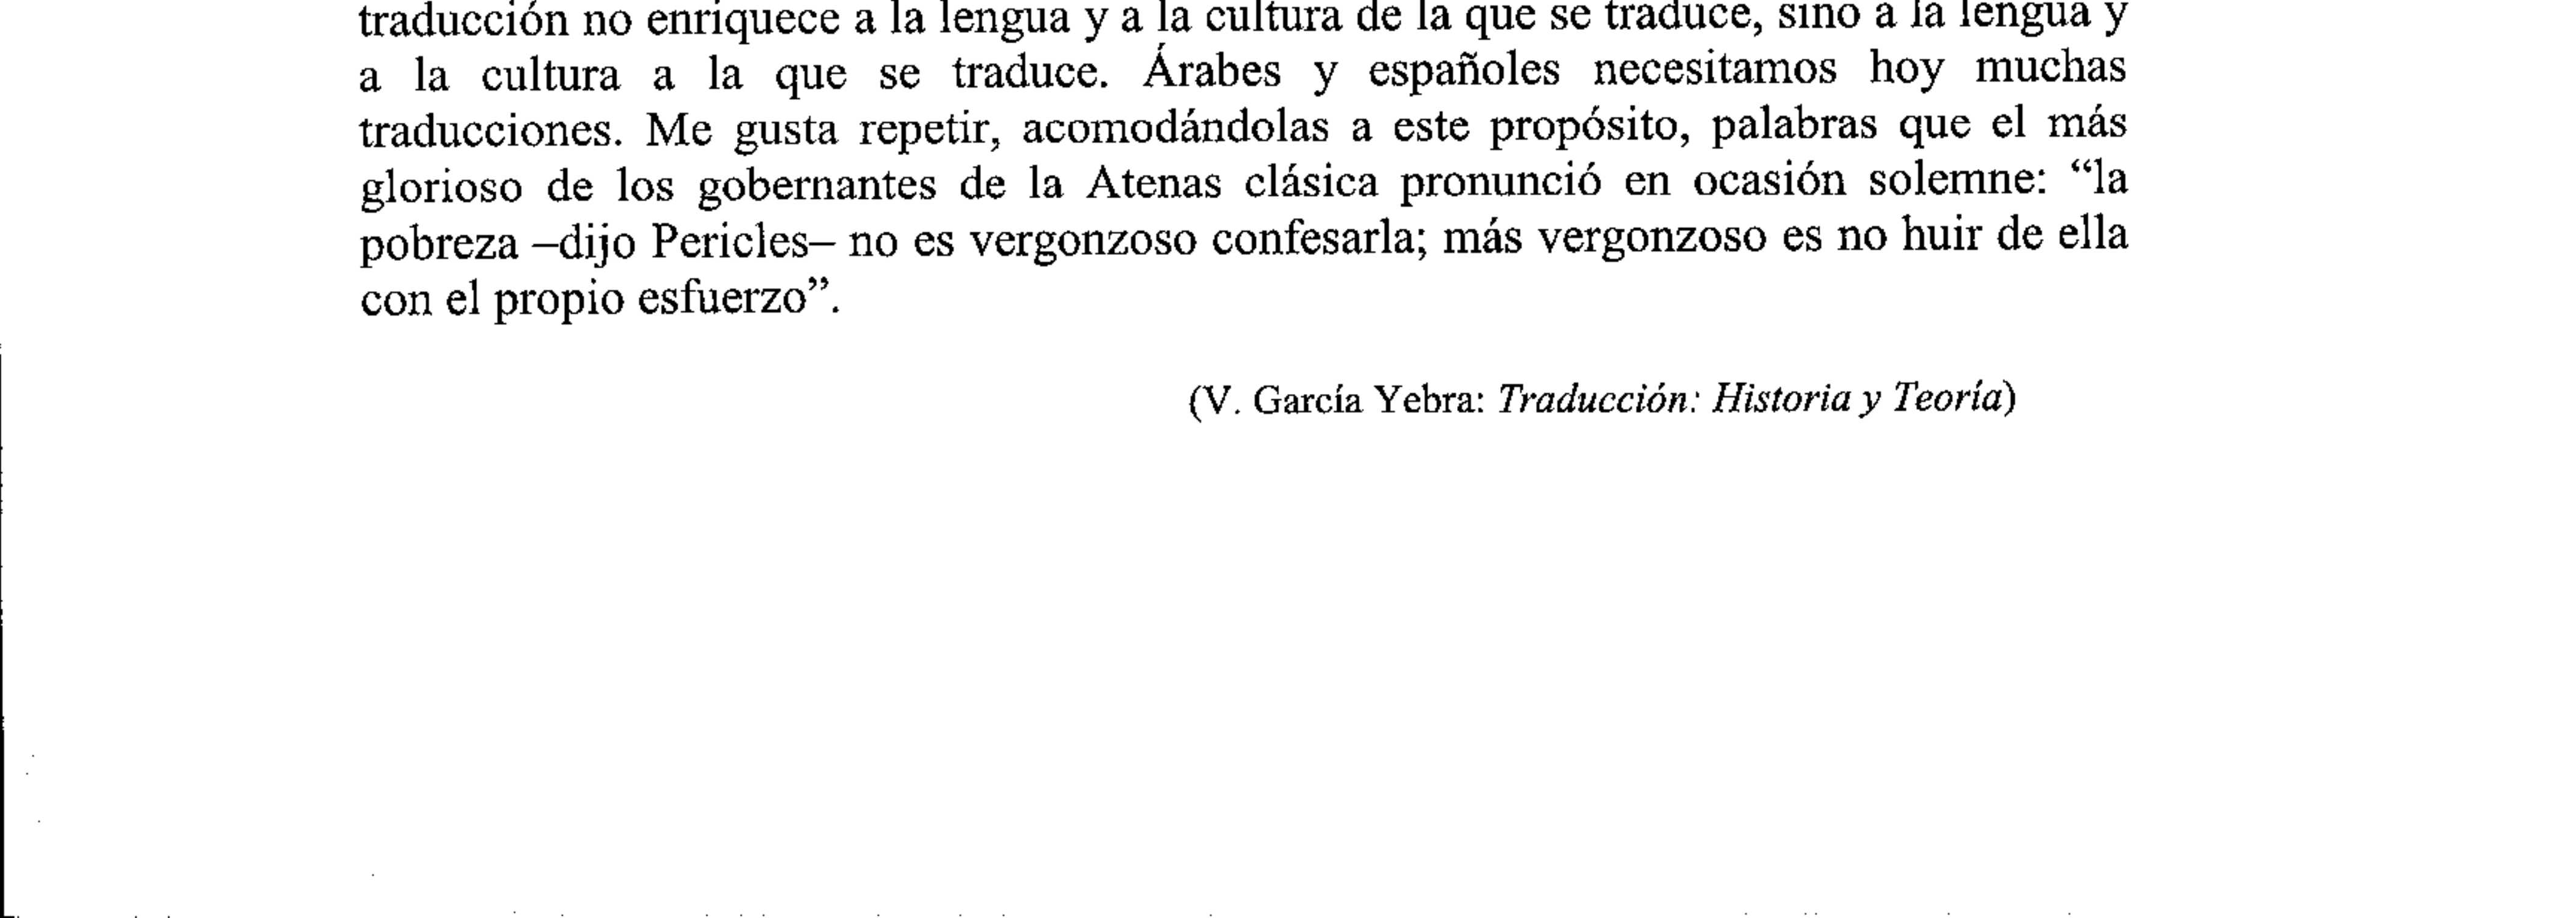 traducción no enriquece a la lengua y a la cultura de la que se traduce, sino a la lengua y
a la cultura a la que se traduce. Árabes y españoles necesitamos hoy muchas
traducciones. Me gusta repetir, acomodándolas a este propósito, palabras que el más
glorioso de los gobernantes de la Atenas clásica pronunció en ocasión solemne: “la
pobreza –dijo Pericles– no es vergonzoso confesarla; más vergonzoso es no huir de ella
con el propio esfuerzo”.
(V. García Yebra: Traducción: Historia y Teoría)